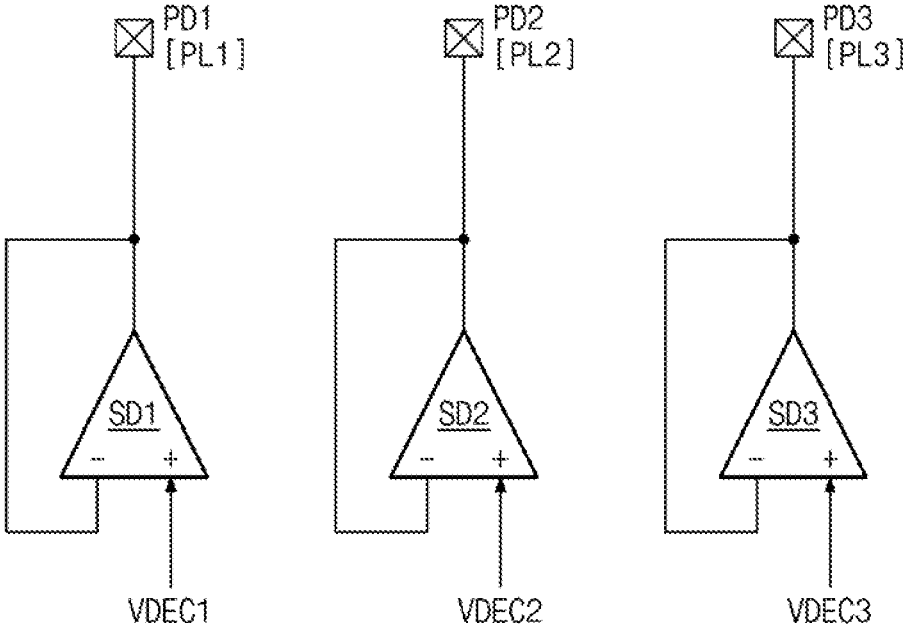 PD1 PD2 PD3
[PL1] [PL2] [PL3]
SD1 SD2 SD3
- + - + - +
VDEC1 VDEC2 VDEC3